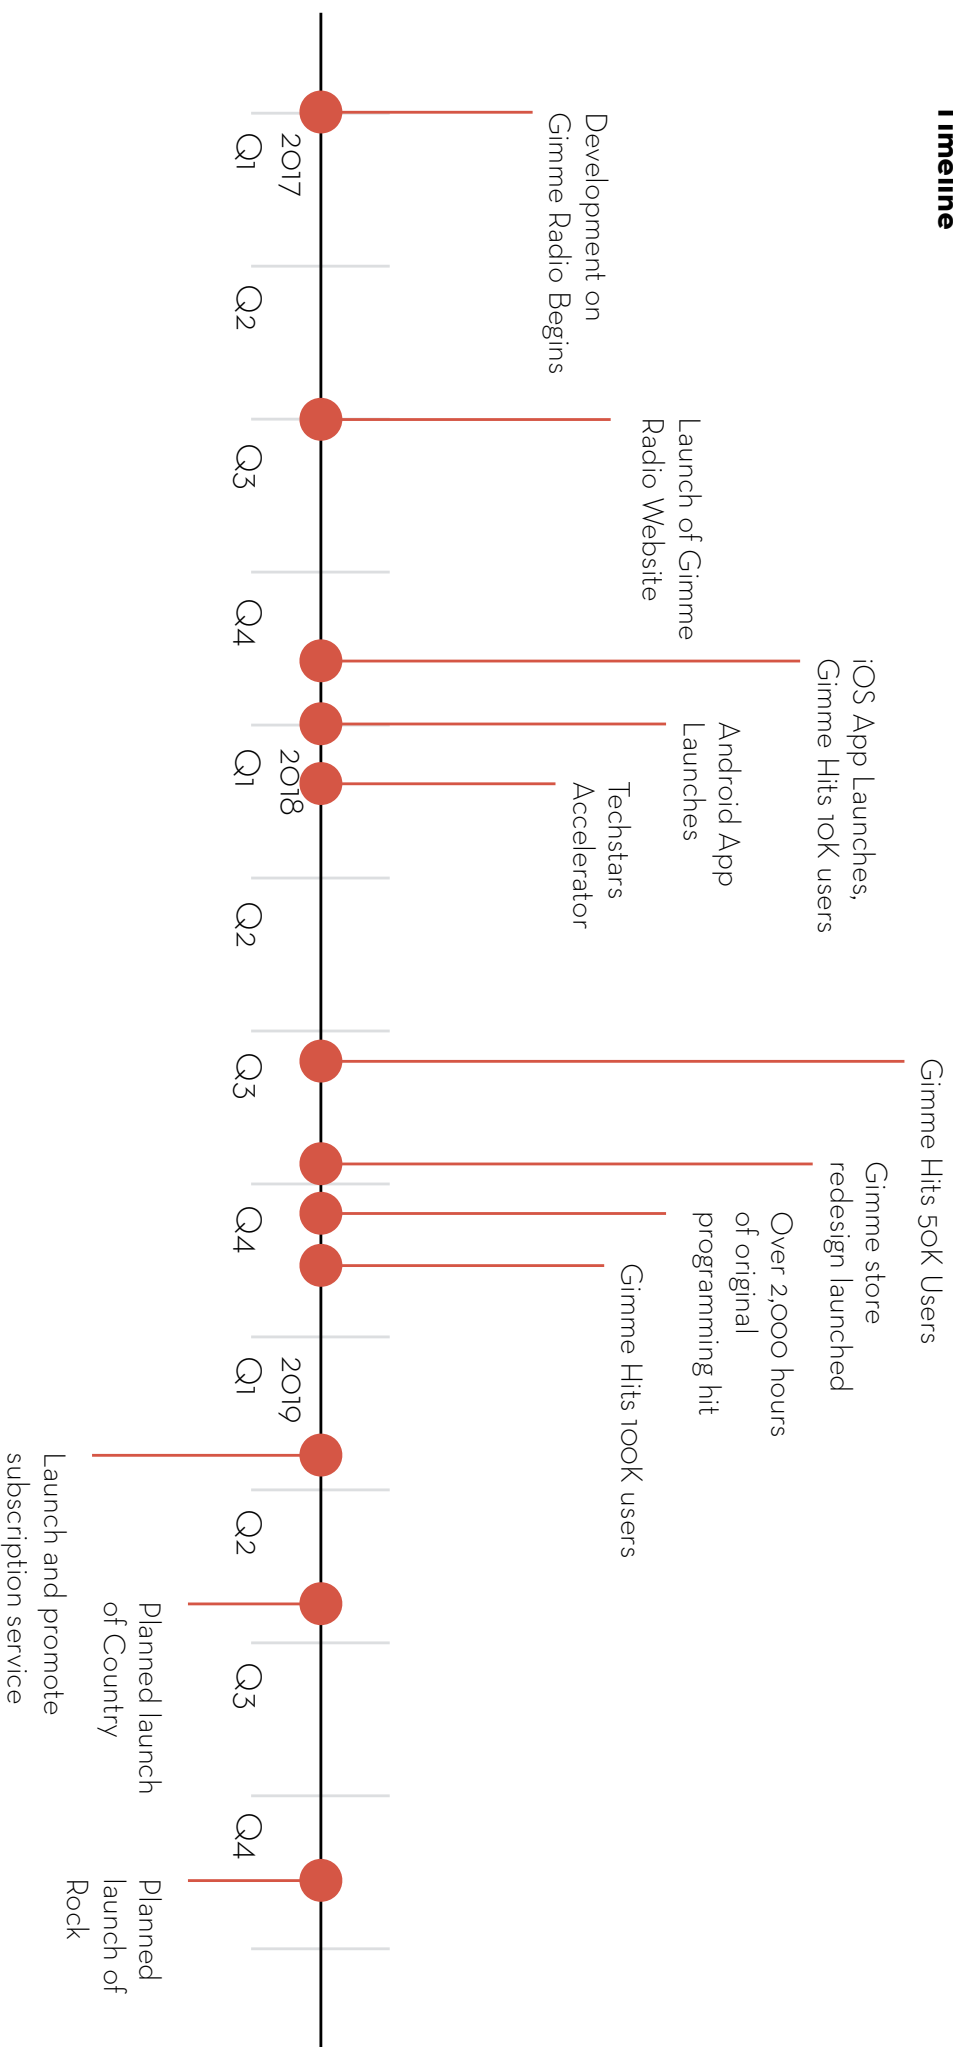 Timeline
Development on
Gimme Radio Begins
Launch of Gimme
Radio Website
iOS App Launches,
Gimme Hits 10K users
Android App
Launches
Techstars
Accelerator
Gimme Hits 50K Users
Gimme store
redesign launched
Over 2,000 hours
of original
programming hit
Gimme Hits 100K users
2017
Q1
Q2
Q3
Q4
2018
Q1
Q2
Q3
Q4
2019
Q1
Q2
Q3
Q4
Launch and promote
subscription service
Planned launch
of Country
Planned
launch of
Rock